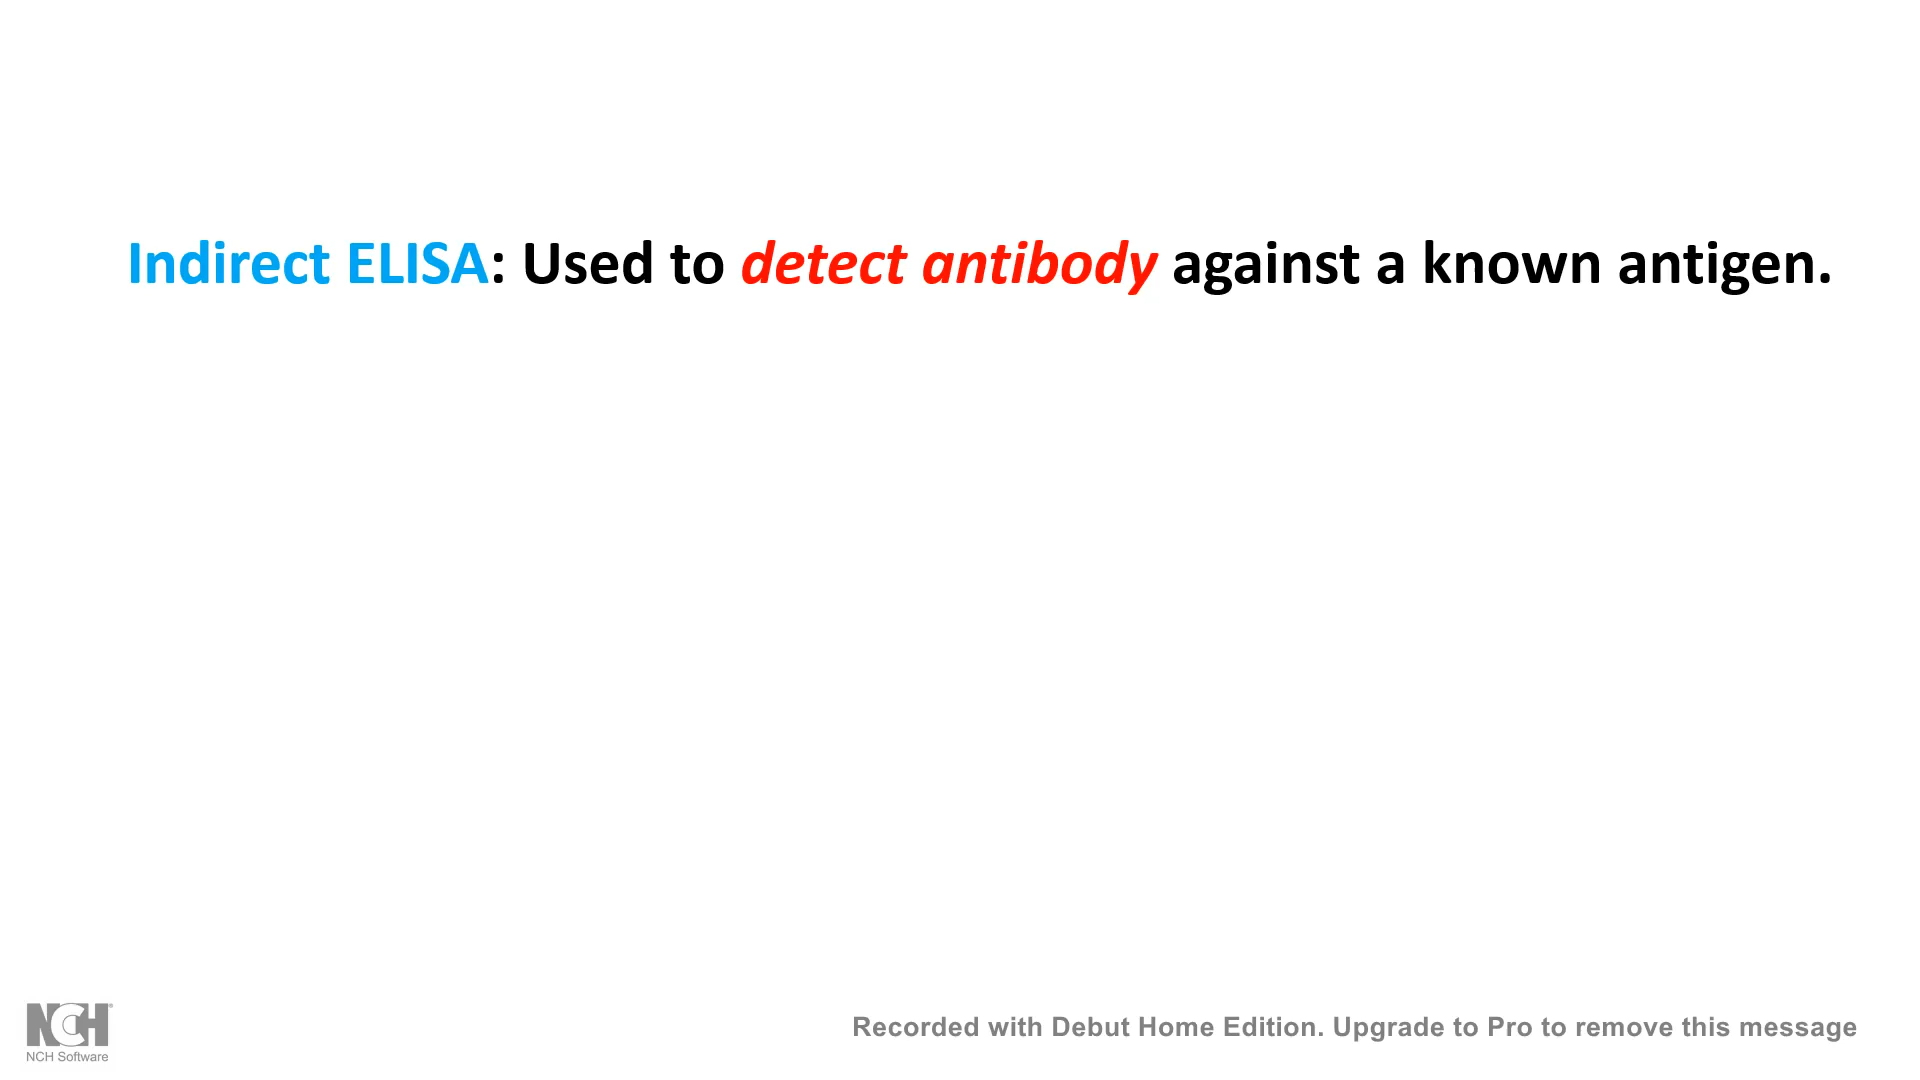 Indirect ELISA: Used to detect antibody against a known antigen.
NCH®
NCH Software
Recorded with Debut Home Edition. Upgrade to Pro to remove this message